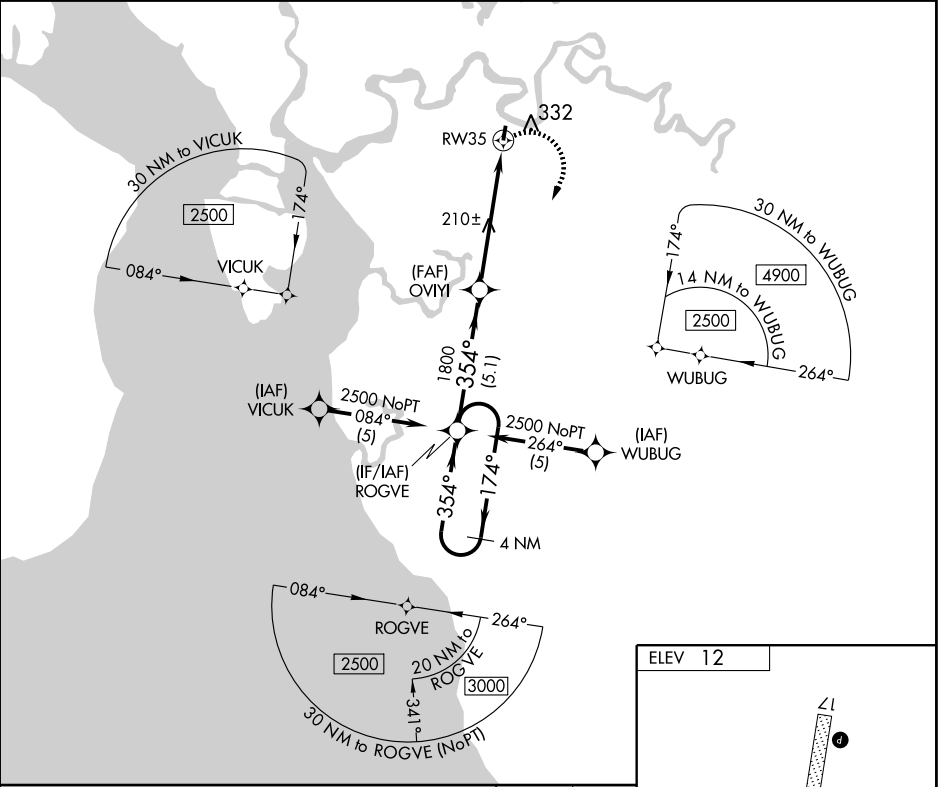 332
RW35
30 NM to VICUK
2500
174°
084°
VICUK
210±
(FAF)
OVIYI
174°
30 NM to WUBUG
4900
14 NM to WUBUG
2500
WUBUG
264°
1800
354°
(5.1)
(IAF)
VICUK
2500 NoPT
084°
(5)
2500 NoPT
264°
(5)
(IAF)
WUBUG
(IF/IAF)
ROGVE
354°
174°
4 NM
084°
ROGVE
264°
2500
20 NM to
ROGVE
3000
341°
30 NM to ROGVE (NoPT)
ELEV 12
17
P